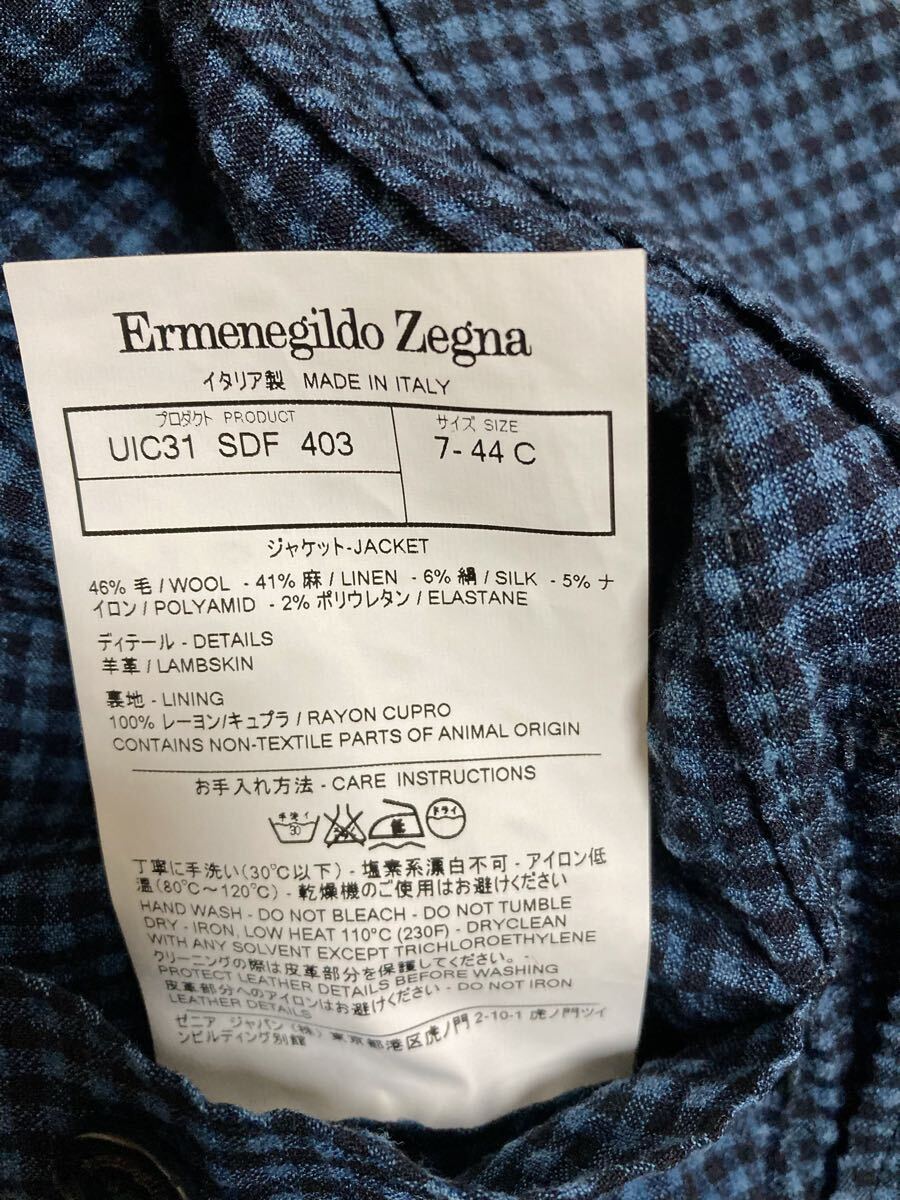 Ermenegildo Zegna
イタリア製 MADE IN ITALY
プロダクト PRODUCT
UIC31 SDF 403
サイズ SIZE
7-44 C
ジャケット-JACKET
46% 毛/WOOL - 41% 麻/LINEN - 6% 絹/SILK - 5% ナ
イロン/POLYAMID - 2% ポリウレタン/ELASTANE
ディテール - DETAILS
羊革/LAMBSKIN
裏地 - LINING
100% レーヨン/キュプラ/RAYON CUPRO
CONTAINS NON-TEXTILE PARTS OF ANIMAL ORIGIN
お手入れ方法 - CARE INSTRUCTIONS
手洗イ 30 低 ドライ
丁寧に手洗い(30℃以下) - 塩素系漂白不可 - アイロン低
温(80℃~120℃) - 乾燥機のご使用はお避けください
HAND WASH - DO NOT BLEACH - DO NOT TUMBLE
DRY - IRON, LOW HEAT 110°C (230F) - DRYCLEAN
WITH ANY SOLVENT EXCEPT TRICHLOROETHYLENE
クリーニングの際は皮革部分を保護してください。 -
PROTECT LEATHER DETAILS BEFORE WASHING
皮革部分へのアイロンはお避けください - DO NOT IRON
LEATHER DETAILS
ゼニア ジャパン(株) 東京都港区虎ノ門 2-10-1 虎ノ門ツイ
ンビルディング別館